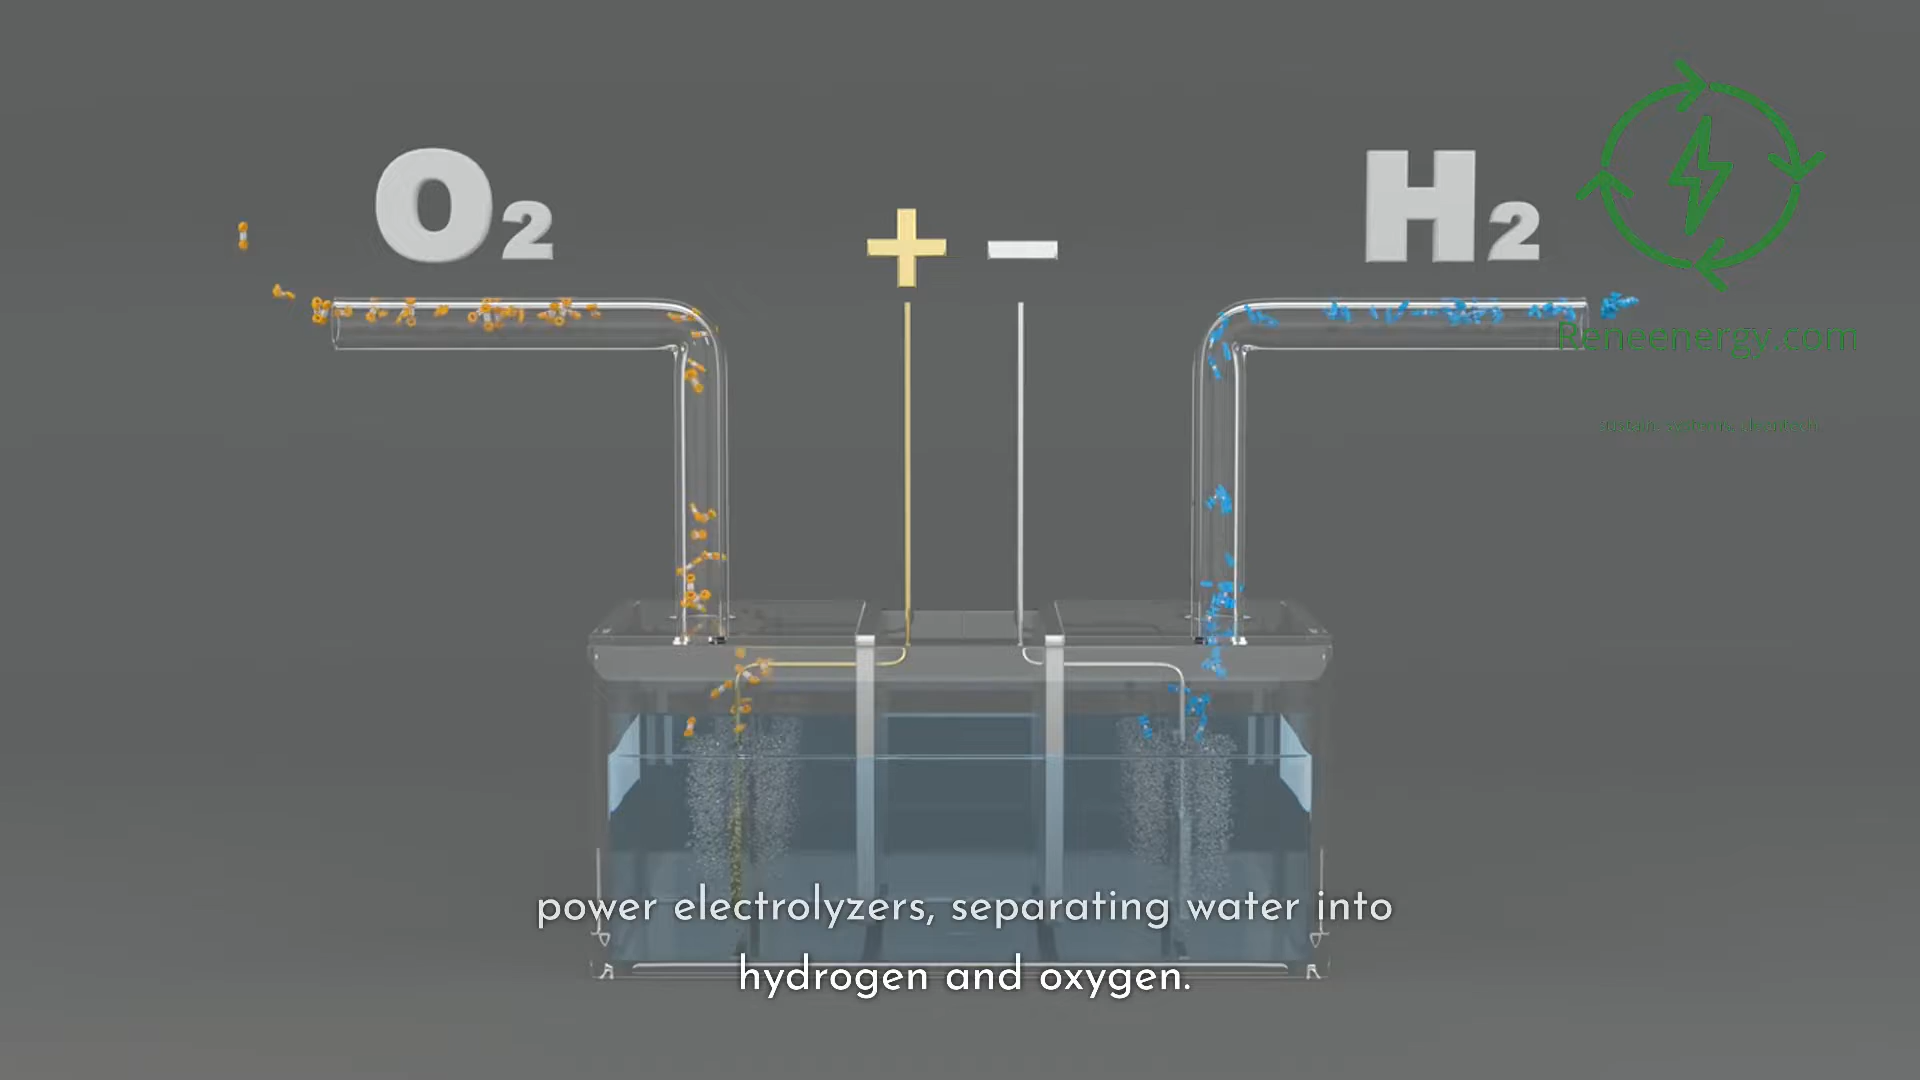 O2
+ −
H2
Reneenergy.com
power electrolyzers, separating water into
hydrogen and oxygen.